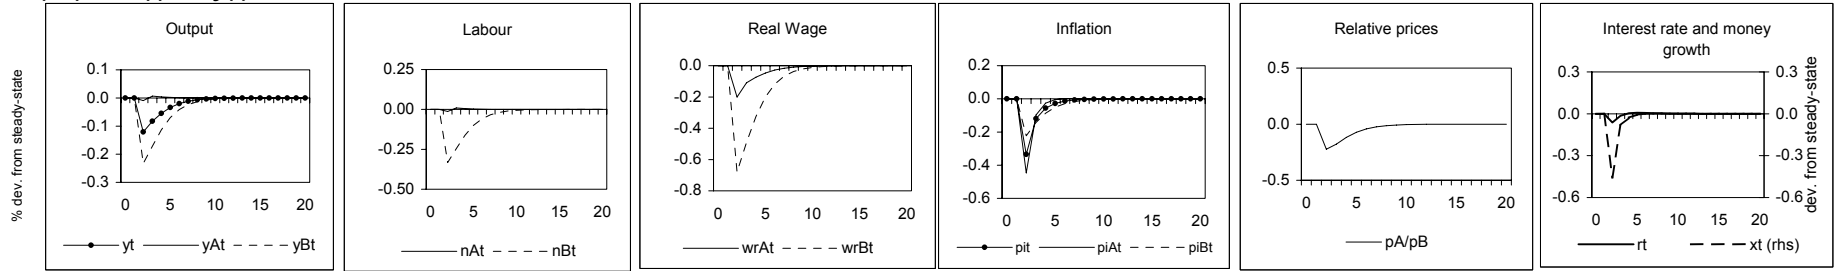 Output
% dev. from steady-state
0.1
0.0
-0.1
-0.2
-0.3
0 5 10 15 20
yt yAt yBt
Labour
0.25
0.00
-0.25
-0.50
0 5 10 15 20
nAt nBt
Real Wage
0.0
-0.2
-0.4
-0.6
-0.8
0 5 10 15 20
wrAt wrBt
Inflation
0.2
0.0
-0.2
-0.4
-0.6
0 5 10 15 20
pit piAt piBt
Relative prices
0.5
0.0
-0.5
0 5 10 15 20
pA/pB
Interest rate and money
growth
0.3
0.0
-0.3
-0.6
0.3
0.0
-0.3
-0.6
dev. from steady-state
0 5 10 15 20
rt xt (rhs)